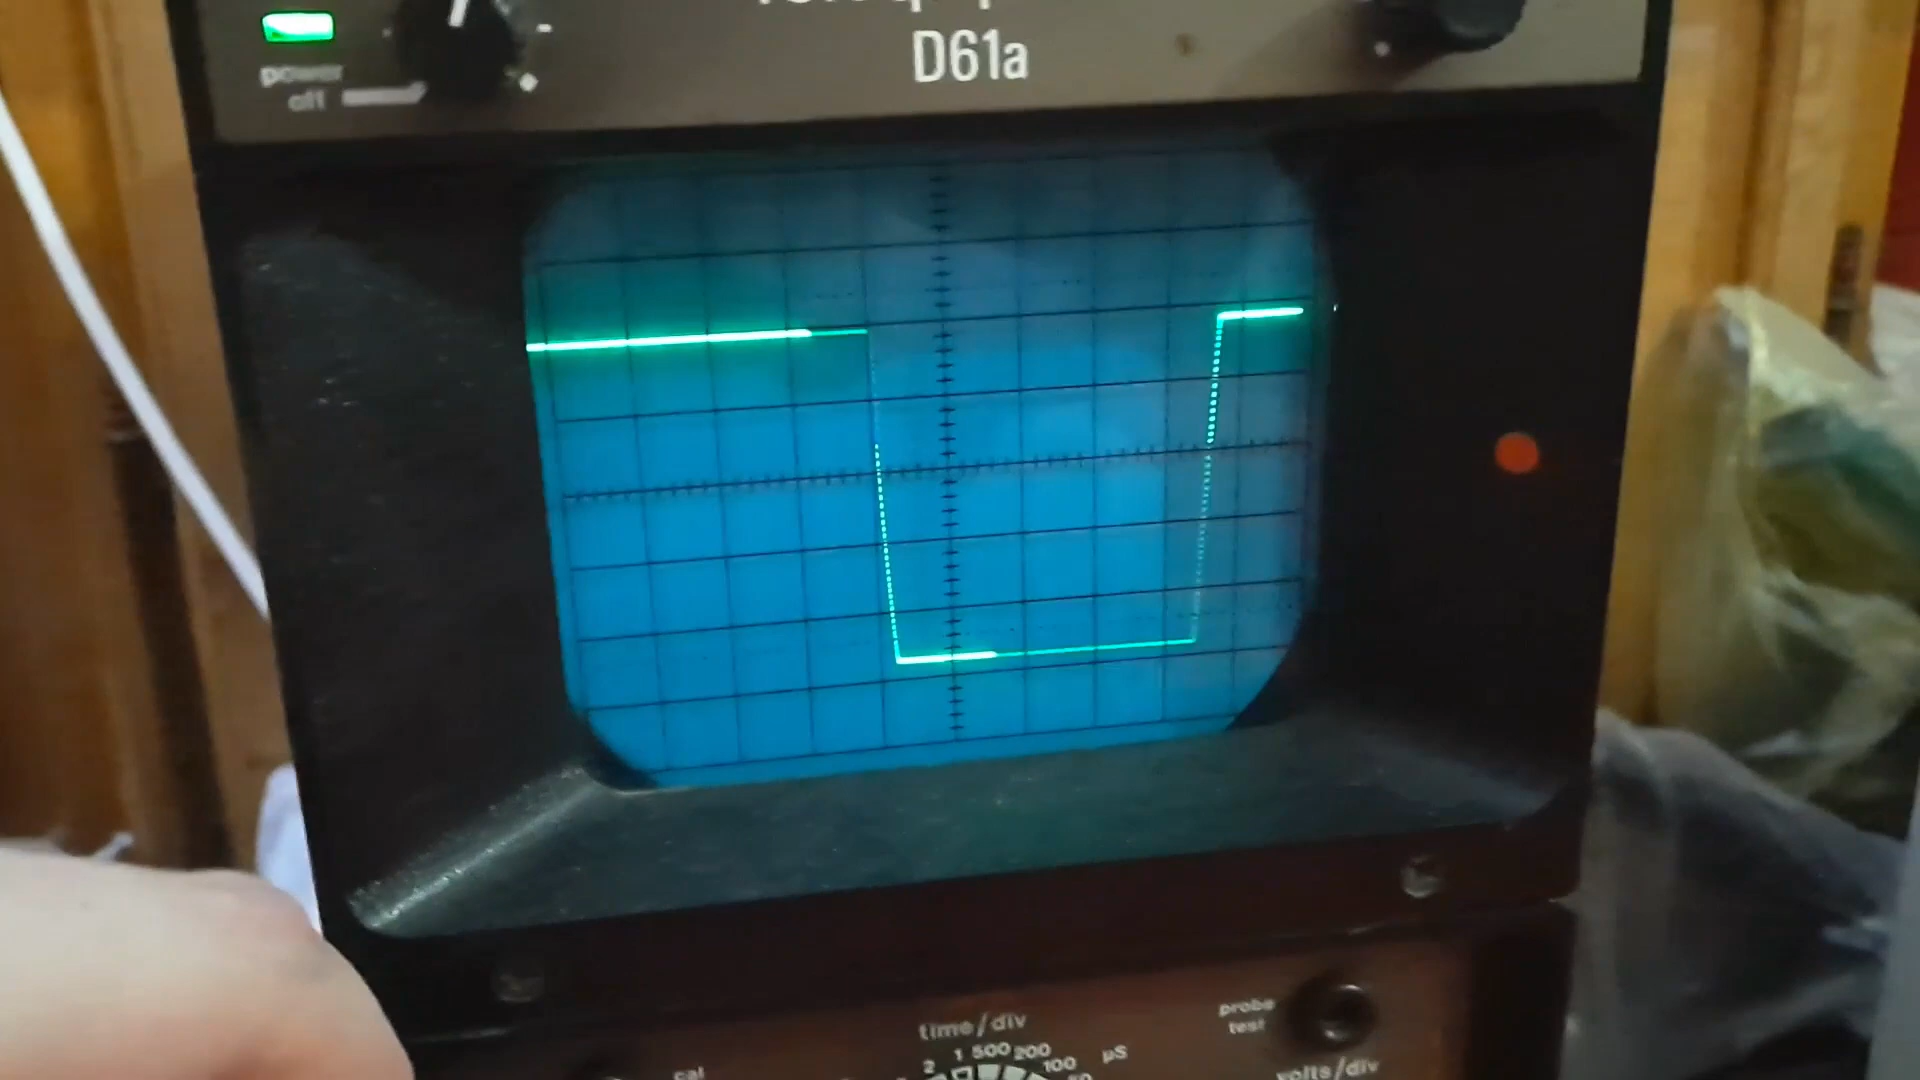 D61a
power
off
probe
test
time/div
2 1 500 200
100 µS
50
cal
volts/div